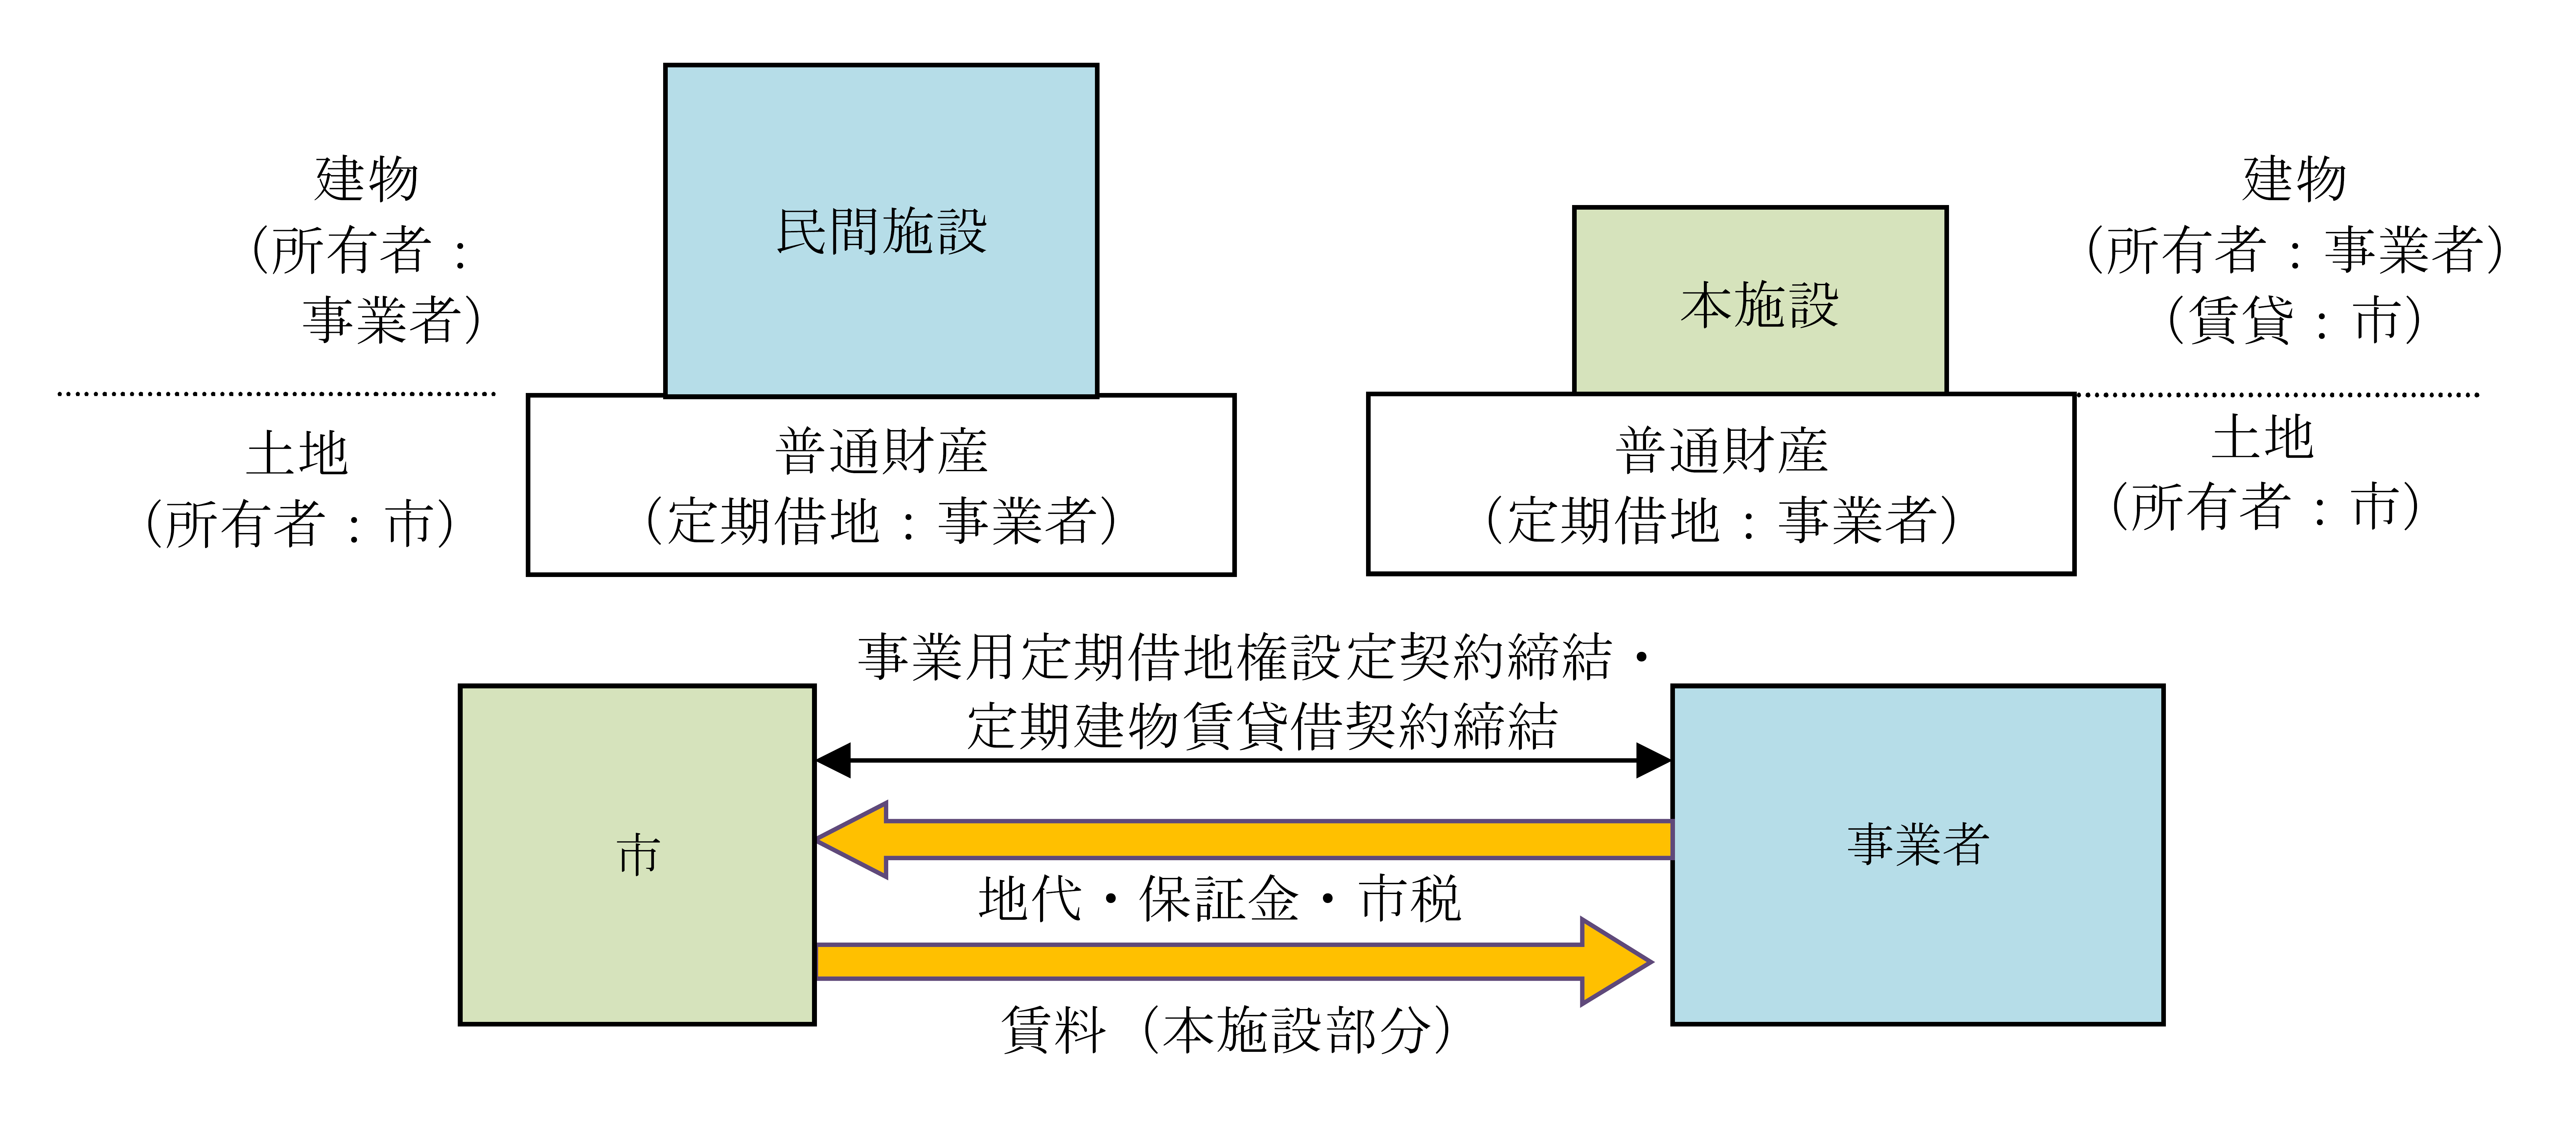 建物
（所有者：
事業者）
民間施設
本施設
建物
（所有者：事業者）
（賃貸：市）
土地
（所有者：市）
普通財産
（定期借地：事業者）
普通財産
（定期借地：事業者）
土地
（所有者：市）
事業用定期借地権設定契約締結・
定期建物賃貸借契約締結
市
事業者
地代・保証金・市税
賃料（本施設部分）